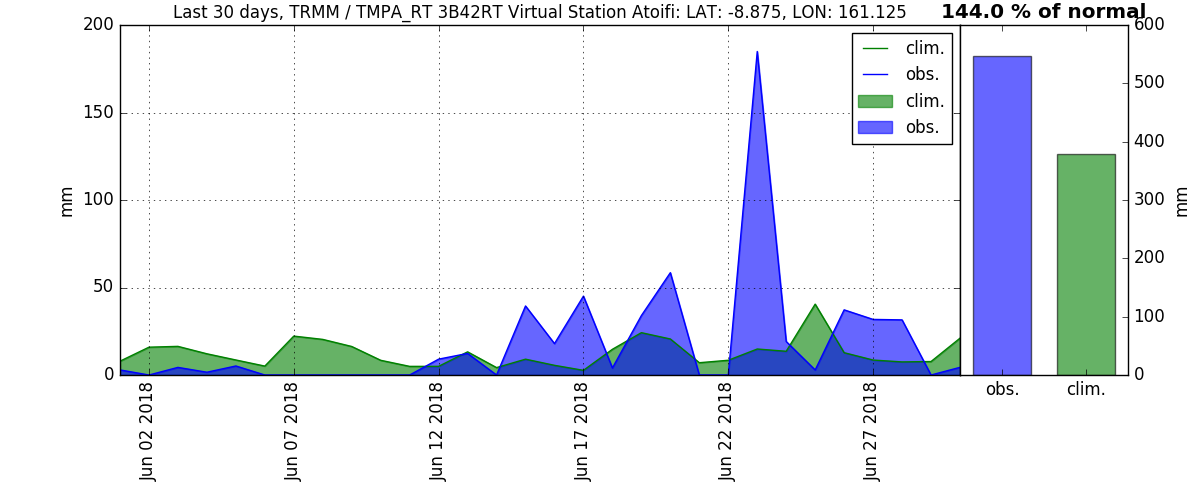 Last 30 days, TRMM / TMPA_RT 3B42RT Virtual Station Atoifi: LAT: -8.875, LON: 161.125
144.0 % of normal
200
150
100
50
0
mm
clim.
obs.
clim.
obs.
Jun 02 2018
Jun 07 2018
Jun 12 2018
Jun 17 2018
Jun 22 2018
Jun 27 2018
600
500
400
300
200
100
0
mm
obs.
clim.